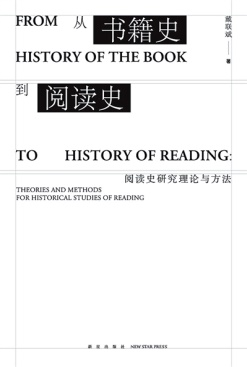 FROM 从 书籍史
戴联斌 著
HISTORY OF THE BOOK
到 阅读史
TO HISTORY OF READING:
阅读史研究理论与方法
THEORIES AND METHODS
FOR HISTORICAL STUDIES OF READING
新星出版社 NEW STAR PRESS